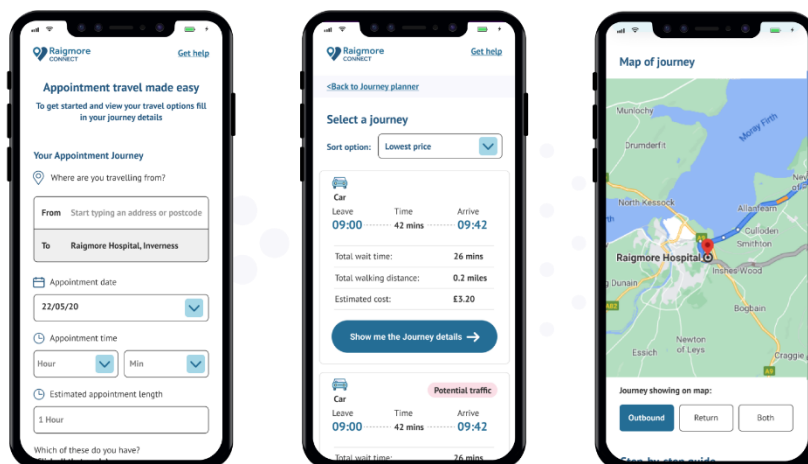 Raigmore
CONNECT
Get help
Appointment travel made easy
To get started and view your travel options fill
in your journey details
Your Appointment Journey
Where are you travelling from?
From Start typing an address or postcode
To Raigmore Hospital, Inverness
Appointment date
22/05/20
Appointment time
Hour Min
Estimated appointment length
1 Hour
Which of these do you have?
Raigmore
CONNECT
Get help
<Back to Journey planner
Select a journey
Sort option: Lowest price
Car
Leave Time Arrive
09:00 42 mins 09:42
Total wait time: 26 mins
Total walking distance: 0.2 miles
Estimated cost: £3.20
Show me the Journey details
Potential traffic
Car
Leave Time Arrive
09:00 42 mins 09:42
Total wait time: 26 mins
Map of journey
Munlochy
Moray Firth
Drumderfit
North Kessock
Allanfearn
Culloden
Smithton
Raigmore Hospital
Inshes Wood
Bogbain
Newton
of Leys
Essich
Craggie
A9
Journey showing on map:
Outbound Return Both
Step-by-step guide